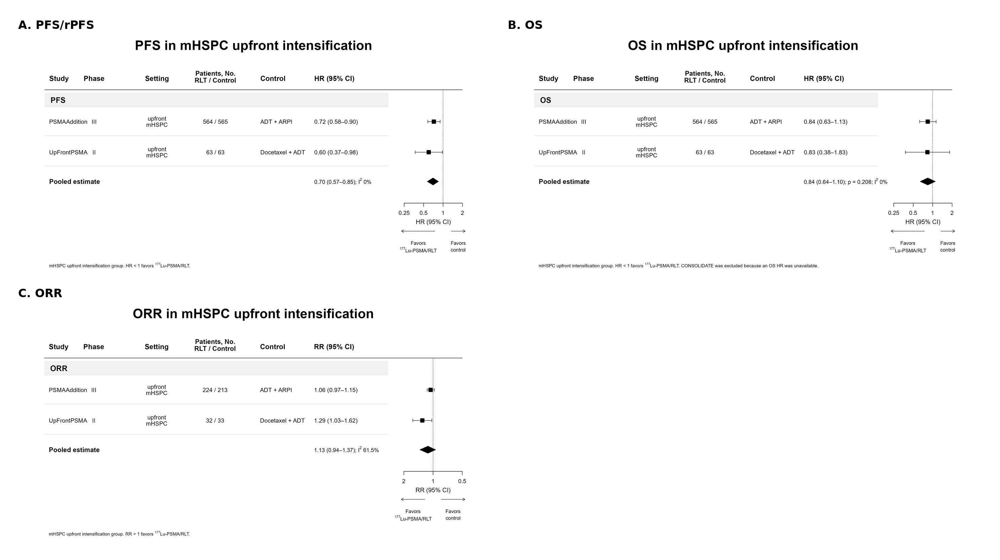 A. PFS/rPFS
PFS in mHSPC upfront intensification
Study Phase Setting Patients, No. RLT / Control Control HR (95% CI)
PFS
PSMAAddition III upfront mHSPC 564 / 565 ADT + ARPI 0.72 (0.58–0.90)
UpFrontPSMA II upfront mHSPC 63 / 63 Docetaxel + ADT 0.60 (0.37–0.98)
Pooled estimate 0.70 (0.57–0.85); I² 0%
0.25 0.5 1 2
HR (95% CI)
Favors ¹⁷⁷Lu-PSMA/RLT Favors control
mHSPC upfront intensification group. HR < 1 favors ¹⁷⁷Lu-PSMA/RLT.
B. OS
OS in mHSPC upfront intensification
Study Phase Setting Patients, No. RLT / Control Control HR (95% CI)
OS
PSMAAddition III upfront mHSPC 564 / 565 ADT + ARPI 0.84 (0.63–1.13)
UpFrontPSMA II upfront mHSPC 63 / 63 Docetaxel + ADT 0.83 (0.38–1.83)
Pooled estimate 0.84 (0.64–1.10); p = 0.208; I² 0%
0.25 0.5 1 2
HR (95% CI)
Favors ¹⁷⁷Lu-PSMA/RLT Favors control
mHSPC upfront intensification group. HR < 1 favors ¹⁷⁷Lu-PSMA/RLT. CONSOLIDATE was excluded because an OS HR was unavailable.
C. ORR
ORR in mHSPC upfront intensification
Study Phase Setting Patients, No. RLT / Control Control RR (95% CI)
ORR
PSMAAddition III upfront mHSPC 224 / 213 ADT + ARPI 1.06 (0.97–1.15)
UpFrontPSMA II upfront mHSPC 32 / 33 Docetaxel + ADT 1.29 (1.03–1.62)
Pooled estimate 1.13 (0.94–1.37); I² 61.5%
2 1 0.5
RR (95% CI)
Favors ¹⁷⁷Lu-PSMA/RLT Favors control
mHSPC upfront intensification group. RR > 1 favors ¹⁷⁷Lu-PSMA/RLT.